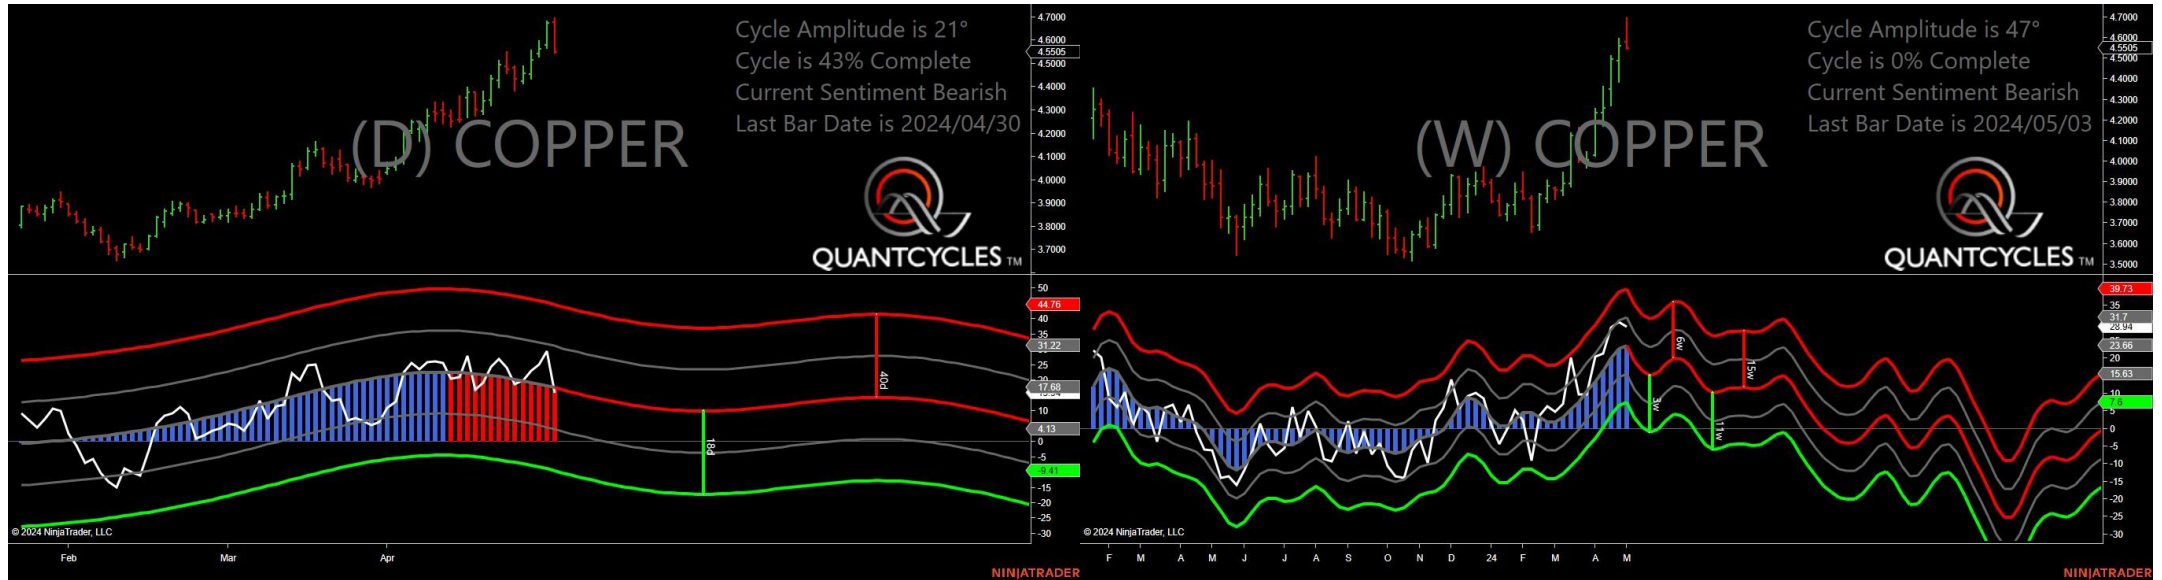 Cycle Amplitude is 21°
Cycle is 43% Complete
Current Sentiment Bearish
Last Bar Date is 2024/04/30
(D) COPPER
QUANTCYCLES TM
4.7000
4.6000
4.5505
4.5000
4.4000
4.3000
4.2000
4.1000
4.0000
3.9000
3.8000
3.7000
50
44.76
40
35
31.22
25
17.68
10
4.13
0
-5
-9.41
-15
-20
-25
-30
40d
18d
© 2024 NinjaTrader, LLC
Feb Mar Apr
NINJATRADER
Cycle Amplitude is 47°
Cycle is 0% Complete
Current Sentiment Bearish
Last Bar Date is 2024/05/03
(W) COPPER
QUANTCYCLES TM
4.7000
4.6000
4.5505
4.5000
4.4000
4.3000
4.2000
4.1000
4.0000
3.9000
3.8000
3.7000
3.6000
3.5000
39.73
35
31.7
28.94
23.66
20
15.63
10
7.6
5
0
-5
-10
-15
-20
-25
-30
6w
15w
3w
11w
© 2024 NinjaTrader, LLC
F M A M J J A S O N D 24 F M A M
NINJATRADER